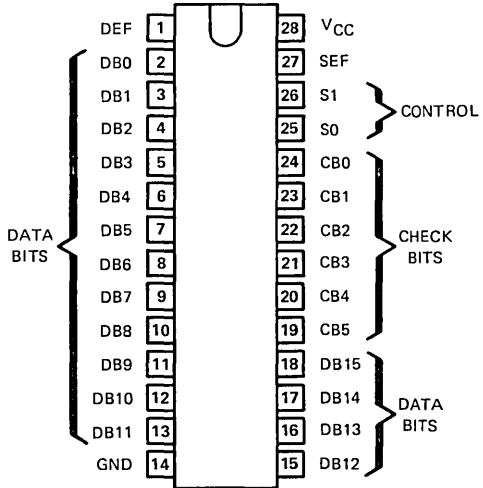 DEF 1 28 VCC
DB0 2 27 SEF
DB1 3 26 S1
DB2 4 25 S0
CONTROL
DB3 5 24 CB0
DB4 6 23 CB1
DB5 7 22 CB2
DB6 8 21 CB3
DB7 9 20 CB4
DB8 10 19 CB5
DATA
BITS
CHECK
BITS
DB9 11 18 DB15
DB10 12 17 DB14
DB11 13 16 DB13
GND 14 15 DB12
DATA
BITS